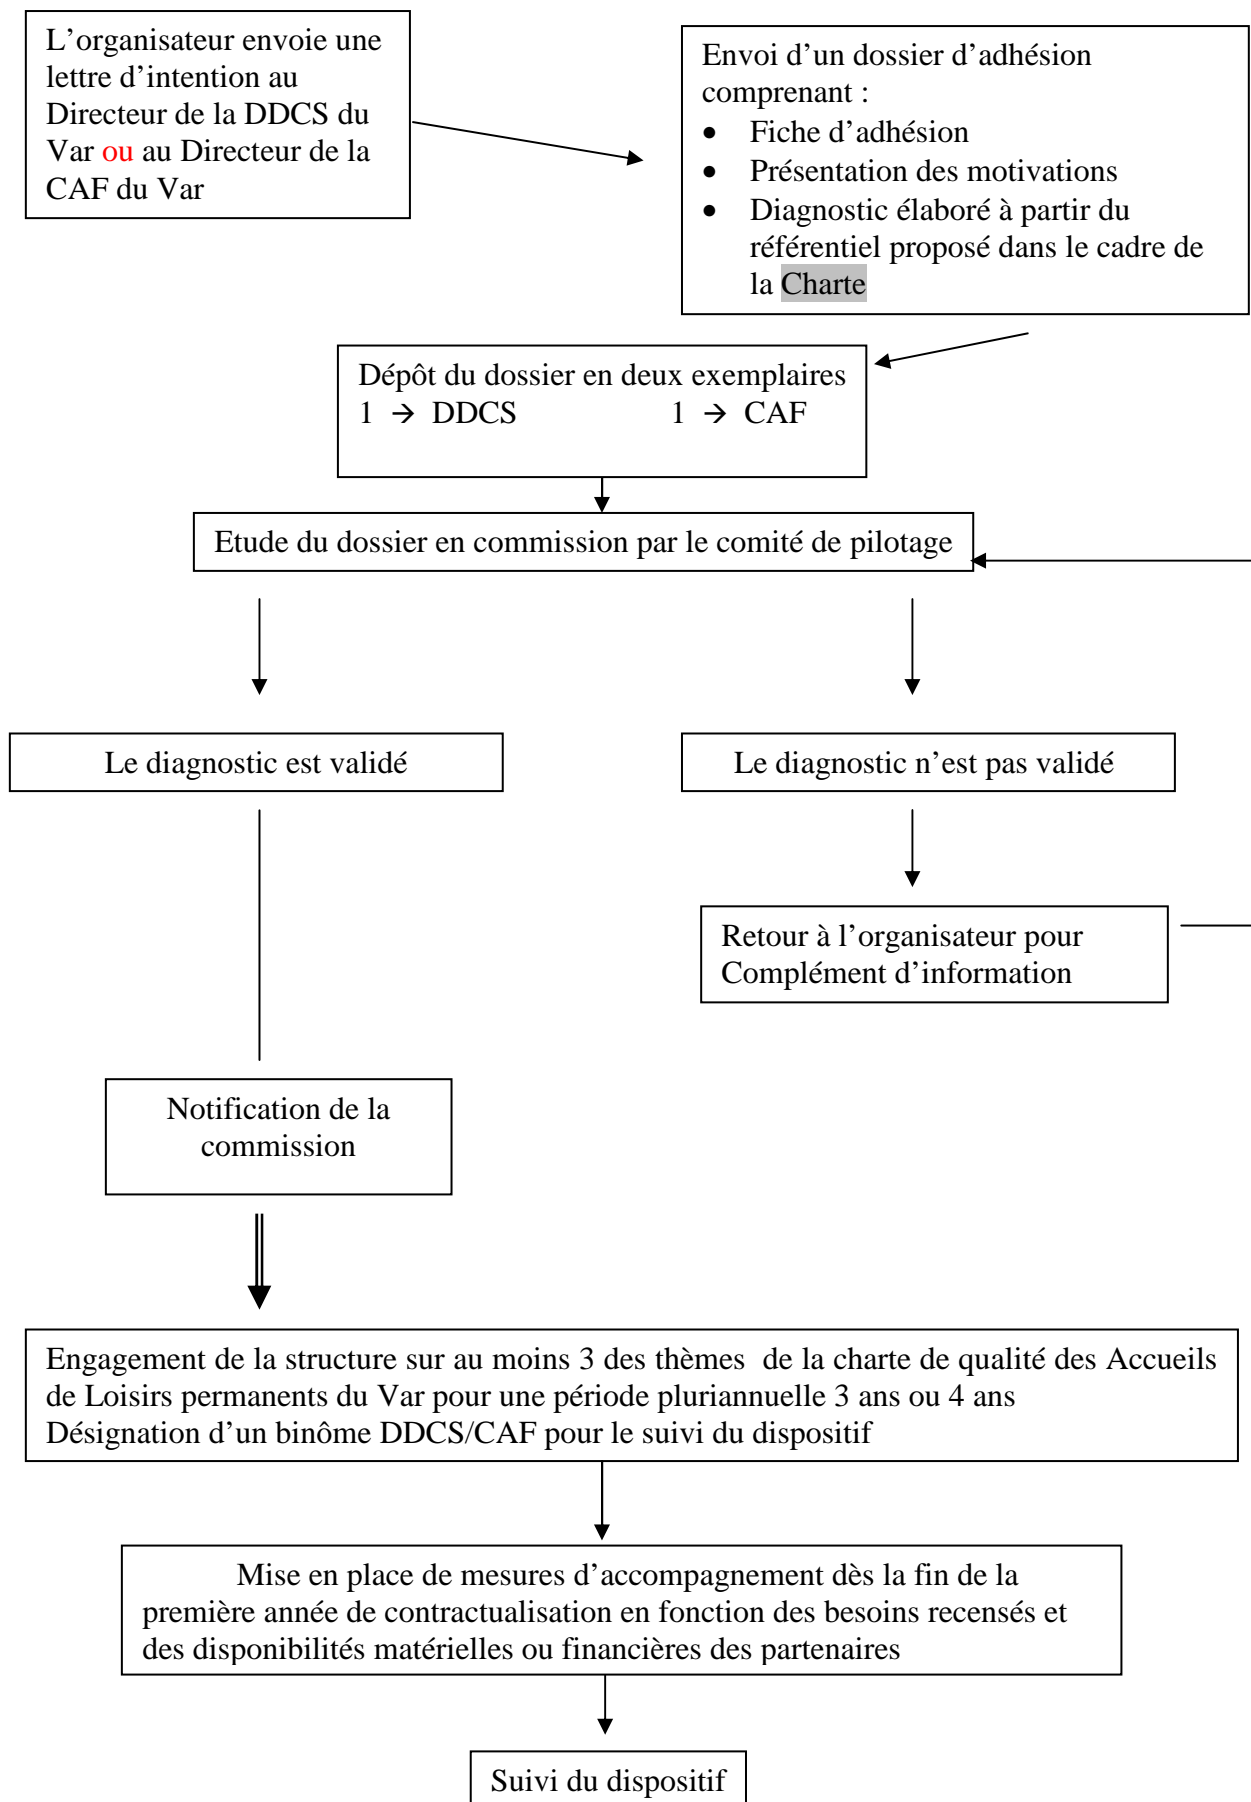 L’organisateur envoie une
lettre d’intention au
Directeur de la DDCS du
Var ou au Directeur de la
CAF du Var
Envoi d’un dossier d’adhésion
comprenant :
• Fiche d’adhésion
• Présentation des motivations
• Diagnostic élaboré à partir du
référentiel proposé dans le cadre de
la Charte
Dépôt du dossier en deux exemplaires
1 → DDCS 1 → CAF
Etude du dossier en commission par le comité de pilotage
Le diagnostic est validé
Le diagnostic n’est pas validé
Retour à l’organisateur pour
Complément d’information
Notification de la
commission
Engagement de la structure sur au moins 3 des thèmes de la charte de qualité des Accueils
de Loisirs permanents du Var pour une période pluriannuelle 3 ans ou 4 ans
Désignation d’un binôme DDCS/CAF pour le suivi du dispositif
Mise en place de mesures d’accompagnement dès la fin de la
première année de contractualisation en fonction des besoins recensés et
des disponibilités matérielles ou financières des partenaires
Suivi du dispositif